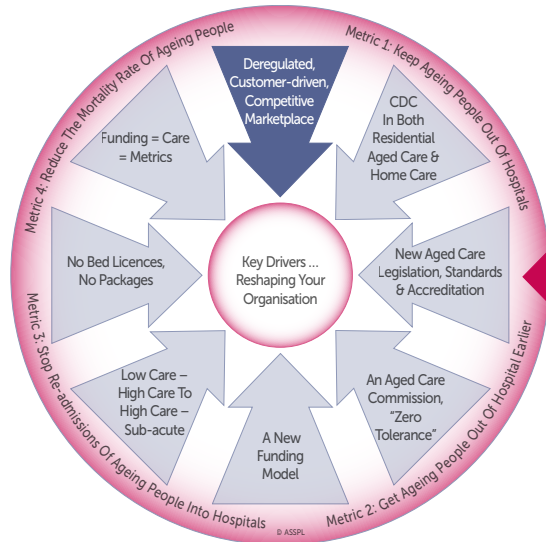 Metric 1: Keep Ageing People Out Of Hospitals
Metric 2: Get Ageing People Out Of Hospital Earlier
Metric 3: Stop Re-admissions Of Ageing People Into Hospitals
Metric 4: Reduce The Mortality Rate Of Ageing People
Deregulated,
Customer-driven,
Competitive
Marketplace
CDC
In Both
Residential
Aged Care &
Home Care
New Aged Care
Legislation, Standards
& Accreditation
An Aged Care
Commission,
"Zero
Tolerance"
A New
Funding
Model
Low Care –
High Care To
High Care –
Sub-acute
No Bed Licences,
No Packages
Funding = Care
= Metrics
Key Drivers ...
Reshaping Your
Organisation
© ASSPL